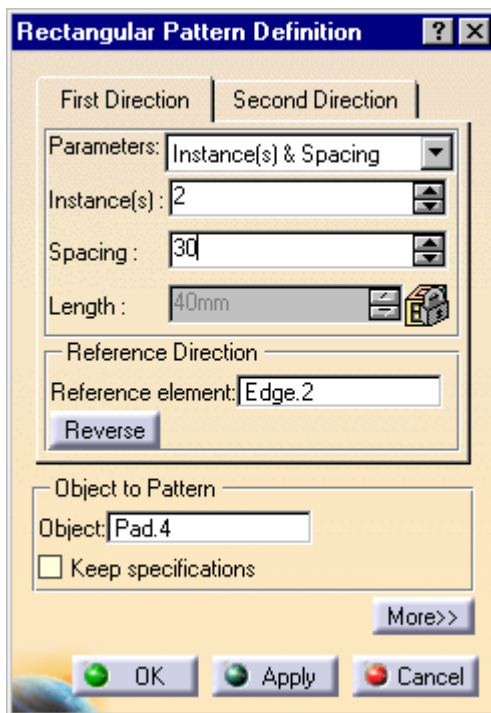 Rectangular Pattern Definition ? X
First Direction Second Direction
Parameters: Instance(s) & Spacing
Instance(s) : 2
Spacing : 30
Length : 40mm
Reference Direction
Reference element: Edge.2
Reverse
Object to Pattern
Object: Pad.4
Keep specifications
More>>
OK Apply Cancel